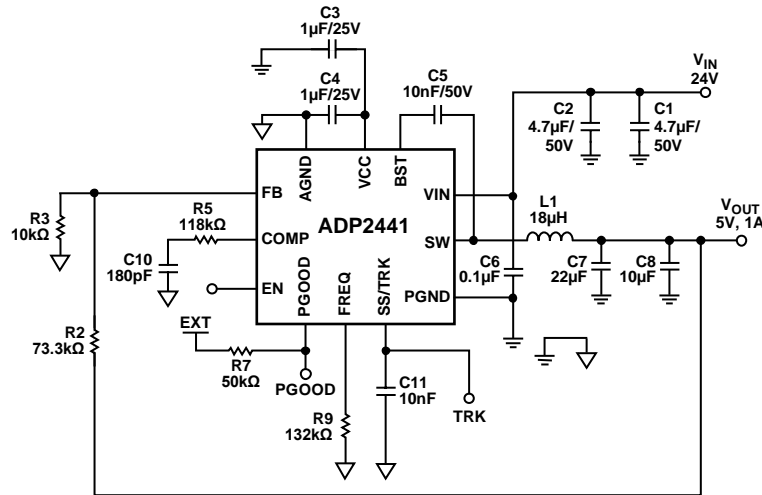 C3
1µF/25V
C4
1µF/25V
C5
10nF/50V
VIN
24V
C2
4.7µF/
50V
C1
4.7µF/
50V
AGND
VCC
BST
FB
VIN
ADP2441
R3
10kΩ
R5
118kΩ
COMP
SW
L1
18µH
VOUT
5V, 1A
C10
180pF
EN
PGOOD
FREQ
SS/TRK
PGND
C6
0.1µF
C7
22µF
C8
10µF
EXT
R2
73.3kΩ
R7
50kΩ
PGOOD
C11
10nF
TRK
R9
132kΩ